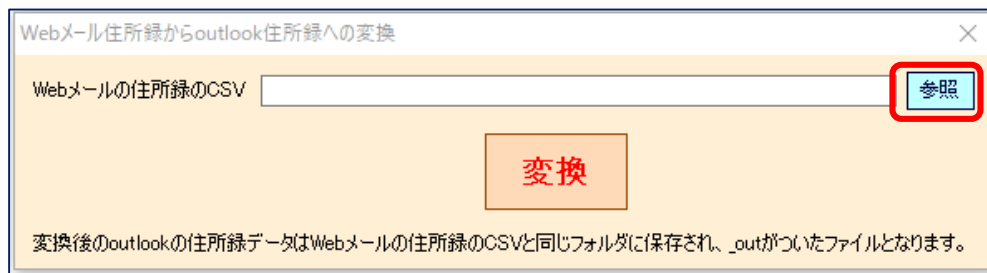 Webメール住所録からoutlook住所録への変換
Webメールの住所録のCSV 参照
変換
変換後のoutlookの住所録データはWebメールの住所録のCSVと同じフォルダに保存され、_outがついたファイルとなります。